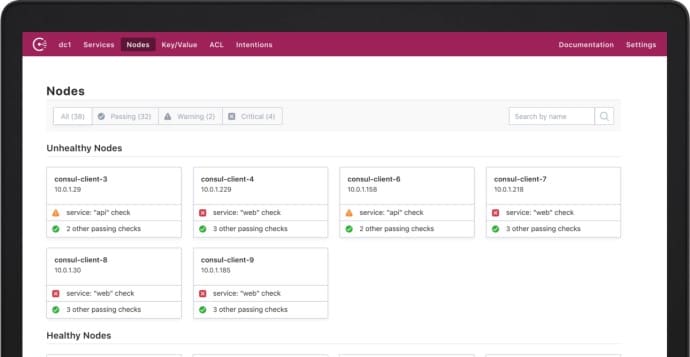 dc1 Services Nodes Key/Value ACL Intentions Documentation Settings
Nodes
All (38) Passing (32) Warning (2) Critical (4) Search by name
Unhealthy Nodes
consul-client-3 consul-client-4 consul-client-6 consul-client-7
10.0.1.29 10.0.1.229 10.0.1.158 10.0.1.218
service: "api" check service: "web" check service: "api" check service: "web" check
2 other passing checks 3 other passing checks 2 other passing checks 3 other passing checks
consul-client-8 consul-client-9
10.0.1.30 10.0.1.185
service: "web" check service: "web" check
3 other passing checks 3 other passing checks
Healthy Nodes